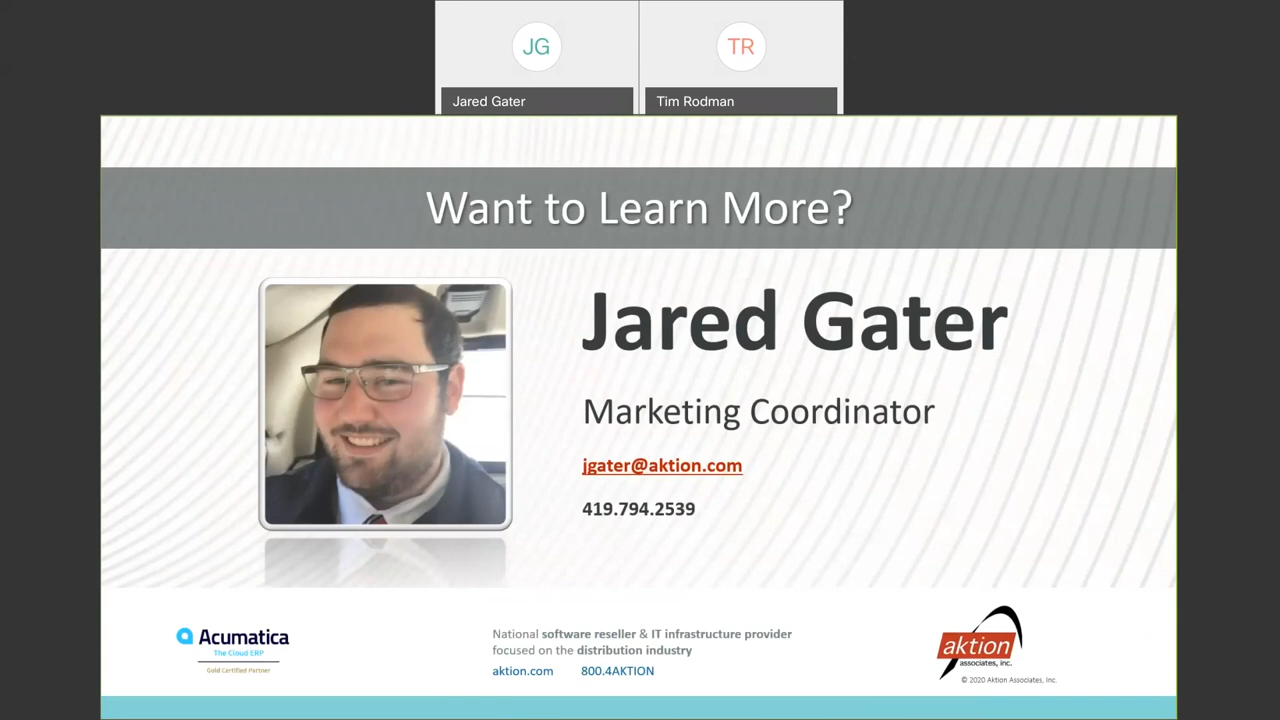 JG
TR
Jared Gater
Tim Rodman
Want to Learn More?
Jared Gater
Marketing Coordinator
jgater@aktion.com
419.794.2539
Acumatica
The Cloud ERP
Gold Certified Partner
National software reseller & IT infrastructure provider
focused on the distribution industry
aktion.com 800.4AKTION
aktion
associates, inc.
© 2020 Aktion Associates, Inc.